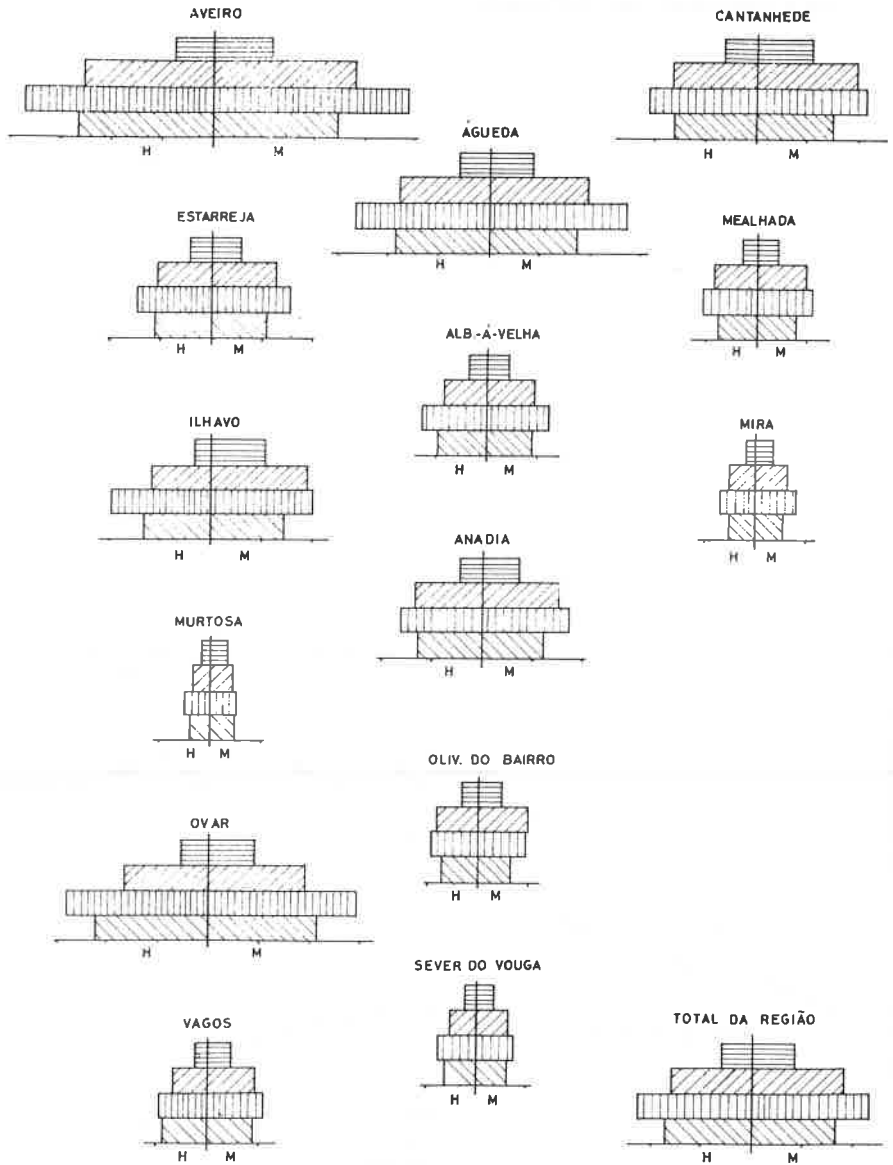 AVEIRO
CANTANHEDE
H M
H M
ÁGUEDA
H M
ESTARREJA
H M
MEALHADA
H M
ALB.-A-VELHA
H M
ILHAVO
H M
MIRA
H M
ANADIA
H M
MURTOSA
H M
OLIV. DO BAIRRO
H M
OVAR
H M
SEVER DO VOUGA
H M
VAGOS
H M
TOTAL DA REGIÃO
H M